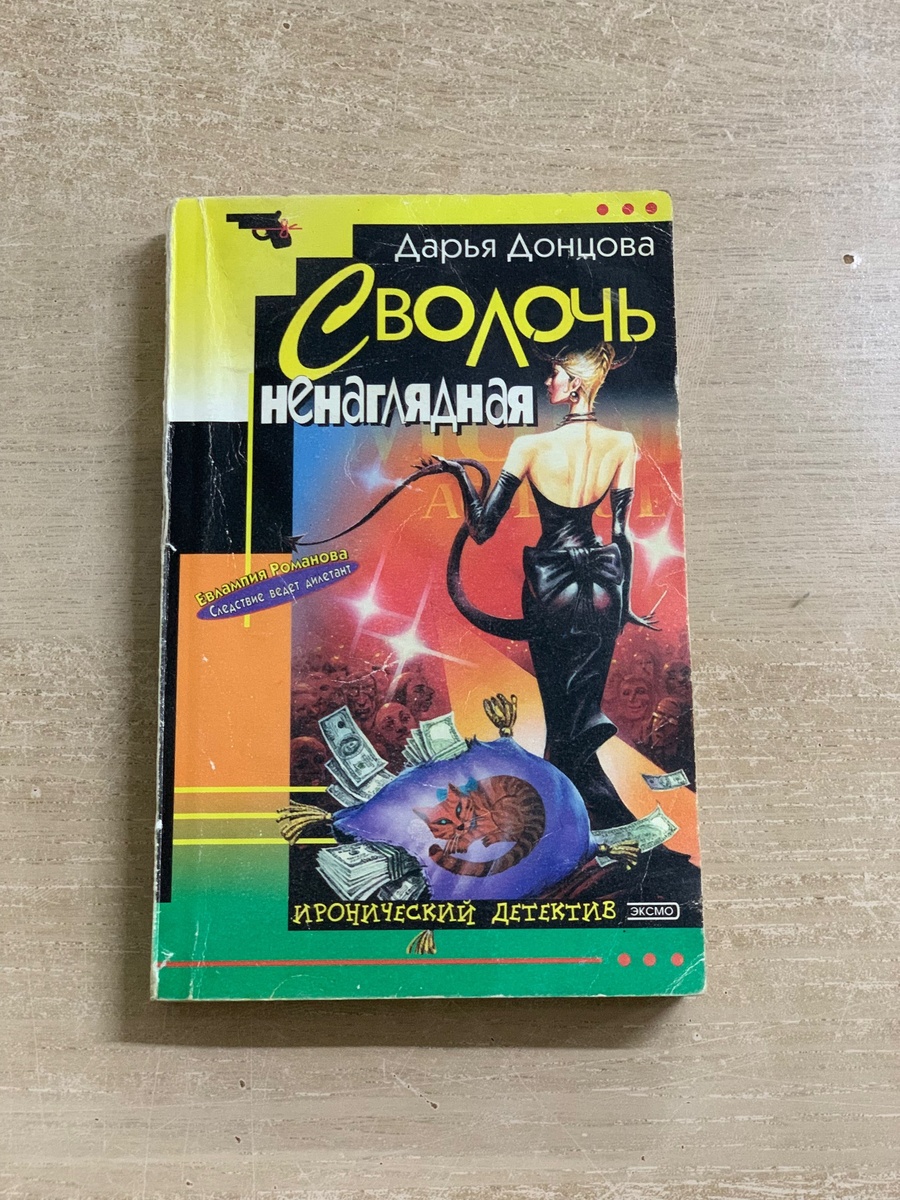 Дарья Донцова
Сволочь
ненаглядная
Евлампия Романова
Следствие ведет дилетант
ИРОНИЧЕСКИЙ ДЕТЕКТИВ
ЭКСМО